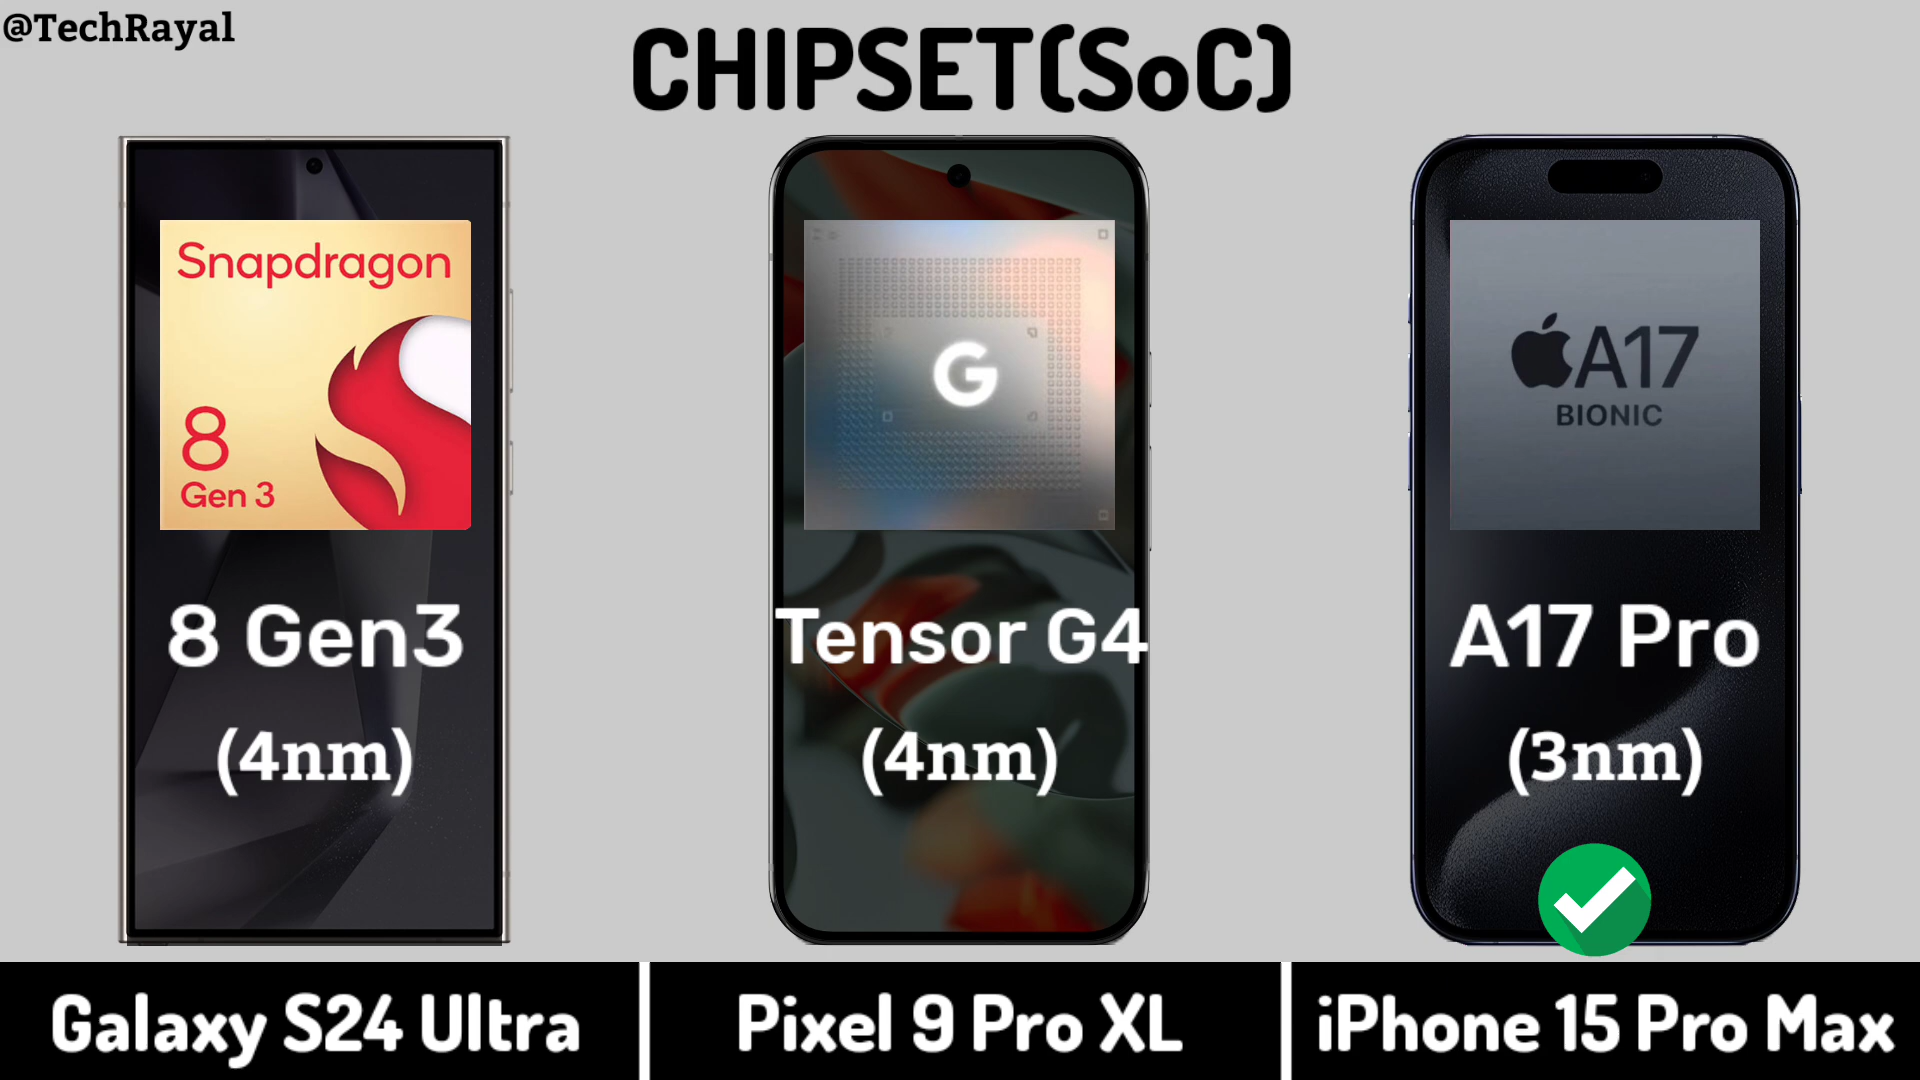 @TechRayal
CHIPSET(SoC)
Snapdragon
8
Gen 3
8 Gen3
(4nm)
G
Tensor G4
(4nm)
A17
BIONIC
A17 Pro
(3nm)
Galaxy S24 Ultra
Pixel 9 Pro XL
iPhone 15 Pro Max